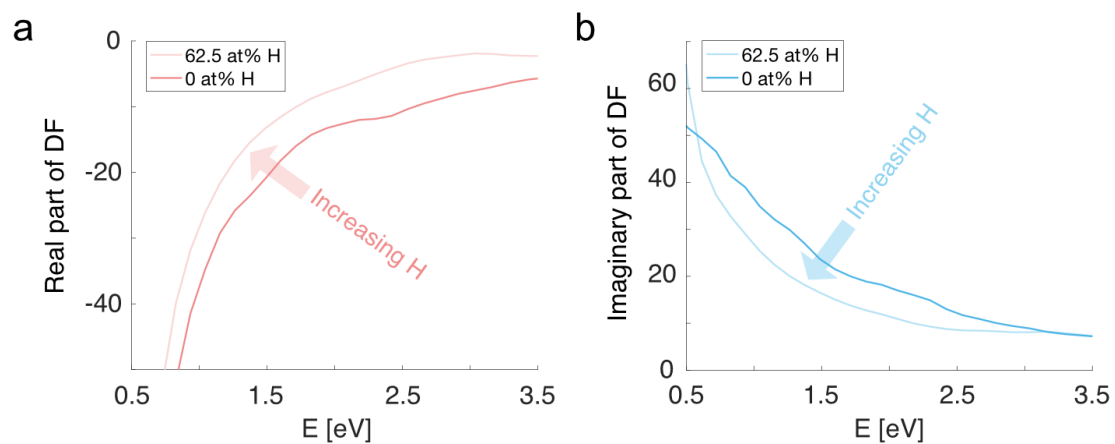 a
0
-20
-40
0.5 1.5 2.5 3.5
Real part of DF
E [eV]
62.5 at% H
0 at% H
Increasing H
b
60
40
20
0
0.5 1.5 2.5 3.5
Imaginary part of DF
E [eV]
62.5 at% H
0 at% H
Increasing H